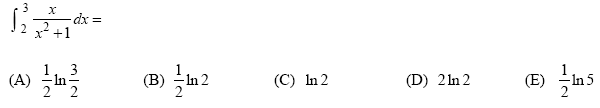 ∫₂³ x/(x²+1) dx =
(A) 1/2 ln 3/2 (B) 1/2 ln 2 (C) ln 2 (D) 2 ln 2 (E) 1/2 ln 5